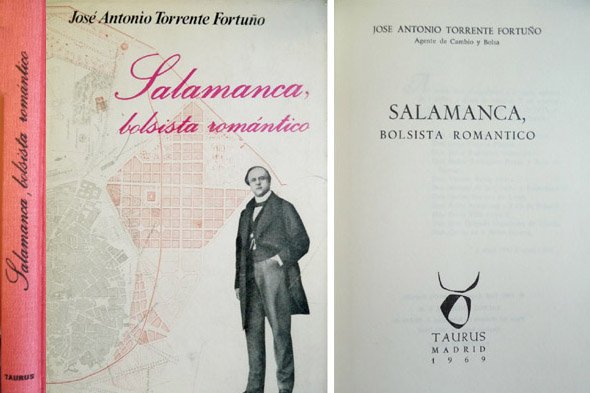 Salamanca, bolsista romántico
TAURUS
José Antonio Torrente Fortuño
Salamanca,
bolsista romántico
JOSE ANTONIO TORRENTE FORTUÑO
Agente de Cambio y Bolsa
SALAMANCA,
BOLSISTA ROMANTICO
TAURUS
MADRID
1969